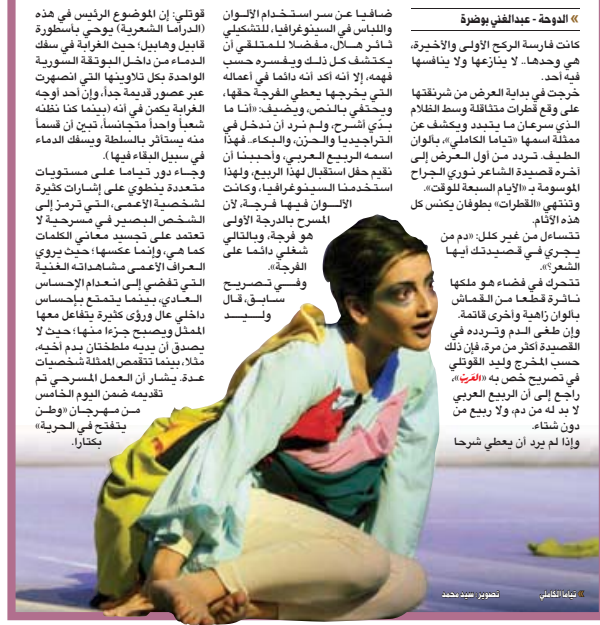 الدوحة - عبدالغني بوضرة
كانت فارسة الركح الأولى والأخيرة،
هي وحدها.. لا ينازعها ولا ينافسها
فيه أحد.
خرجت في بداية العرض من شرنقتها
على وقع قطرات متثاقلة وسط الظلام
الذي سرعان ما يتبدد ويكشف عن
ممثلة اسمها «تياما الكاملي»، بألوان
الطيف. تردد من أول العرض إلى
آخره قصيدة الشاعر نوري الجراح
الموسومة بـ «الأيام السبعة للوقت».
وتنتهي «القطرات» بطوفان يكنس كل
هذه الآثام.
تتساءل من غير كلل: «دم من
يجري في قصيدتك أيها
الشعر؟».
تتحرك في فضاء هو ملكها
ناثرة قطعا من القماش
بألوان زاهية وأخرى قاتمة.
وإن طغى الدم وتردده في
القصيدة أكثر من مرة، فإن ذلك
حسب المخرج وليد القوتلي
في تصريح خص به «العرب»،
راجع إلى أن الربيع العربي
لا بد له من دم، ولا ربيع من
دون شتاء.
وإذا لم يرد أن يعطي شرحا
ضافيا عن سر استخدام الألوان
واللباس في السينوغرافيا، للتشكيلي
ثائر هلال، مفضلا للمتلقي أن
يكتشف كل ذلك ويفسره حسب
فهمه، إلا أنه أكد أنه دائما في أعماله
التي يخرجها يعطي الفرجة حقها،
ويحتفي بالنص، ويضيف: «أنا ما
بدّي أشرح، ولم نرد أن ندخل في
التراجيديا والحزن، والبكاء.. فهذا
اسمه الربيع العربي، وأحببنا أن
نقيم حفل استقبال لهذا الربيع، ولهذا
استخدمنا السينوغرافيا، وكانت
الألوان فيها فرجة، لأن
المسرح بالدرجة الأولى
هو فرجة، وبالتالي
شغلي دائما على
الفرجة».
وفي تصريح
سابق، قال
وليد
قوتلي: إن الموضوع الرئيس في هذه
(الدراما الشعرية) يوحي بأسطورة
قابيل وهابيل؛ حيث الغرابة في سفك
الدماء من داخل البوتقة السورية
الواحدة بكل تلاوينها التي انصهرت
عبر عصور قديمة جداً، وإن أحد أوجه
الغرابة يكمن في أنه (بينما كنا نظنه
شعباً واحداً متجانساً، تبيّن أن قسماً
منه يستأثر بالسلطة ويسفك الدماء
في سبيل البقاء فيها).
وجاء دور تياما على مستويات
متعددة ينطوي على إشارات كثيرة
لشخصية الأعمى، التي ترمز إلى
الشخص البصير في مسرحية لا
تعتمد على تجسيد معاني الكلمات
كما هي، وإنما عكسها؛ حيث يروي
العراف الأعمى مشاهداته الغنية
التي تفضي إلى انعدام الإحساس
العادي، بينما يتمتع بإحساس
داخلي عال ورؤى كثيرة يتفاعل معها
الممثل ويصبح جزءا منها؛ حيث لا
يصدق أن يديه ملطختان بدم أخيه،
مثلا، بينما تتقمص الممثلة شخصيات
عدة. يشار أن العمل المسرحي تم
تقديمه ضمن اليوم الخامس
من مهرجان «وطن
يتفتح في الحرية»
بكتارا.
تياما الكاملي
تصوير: سيد محمد